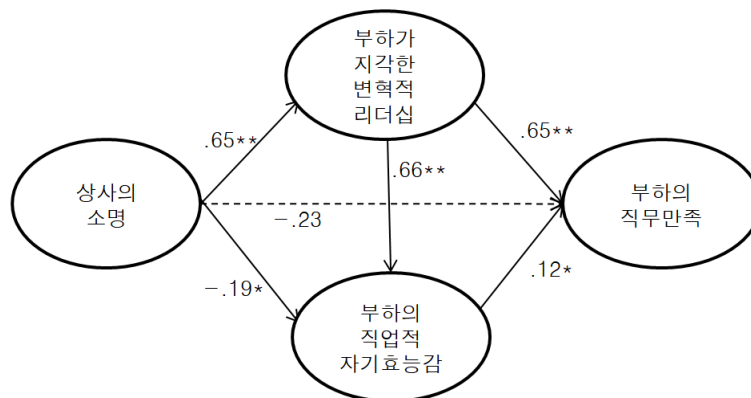 부하가
지각한
변혁적
리더십
.65**
.65**
.66**
상사의
소명
부하의
직무만족
-.23
-.19*
.12*
부하의
직업적
자기효능감